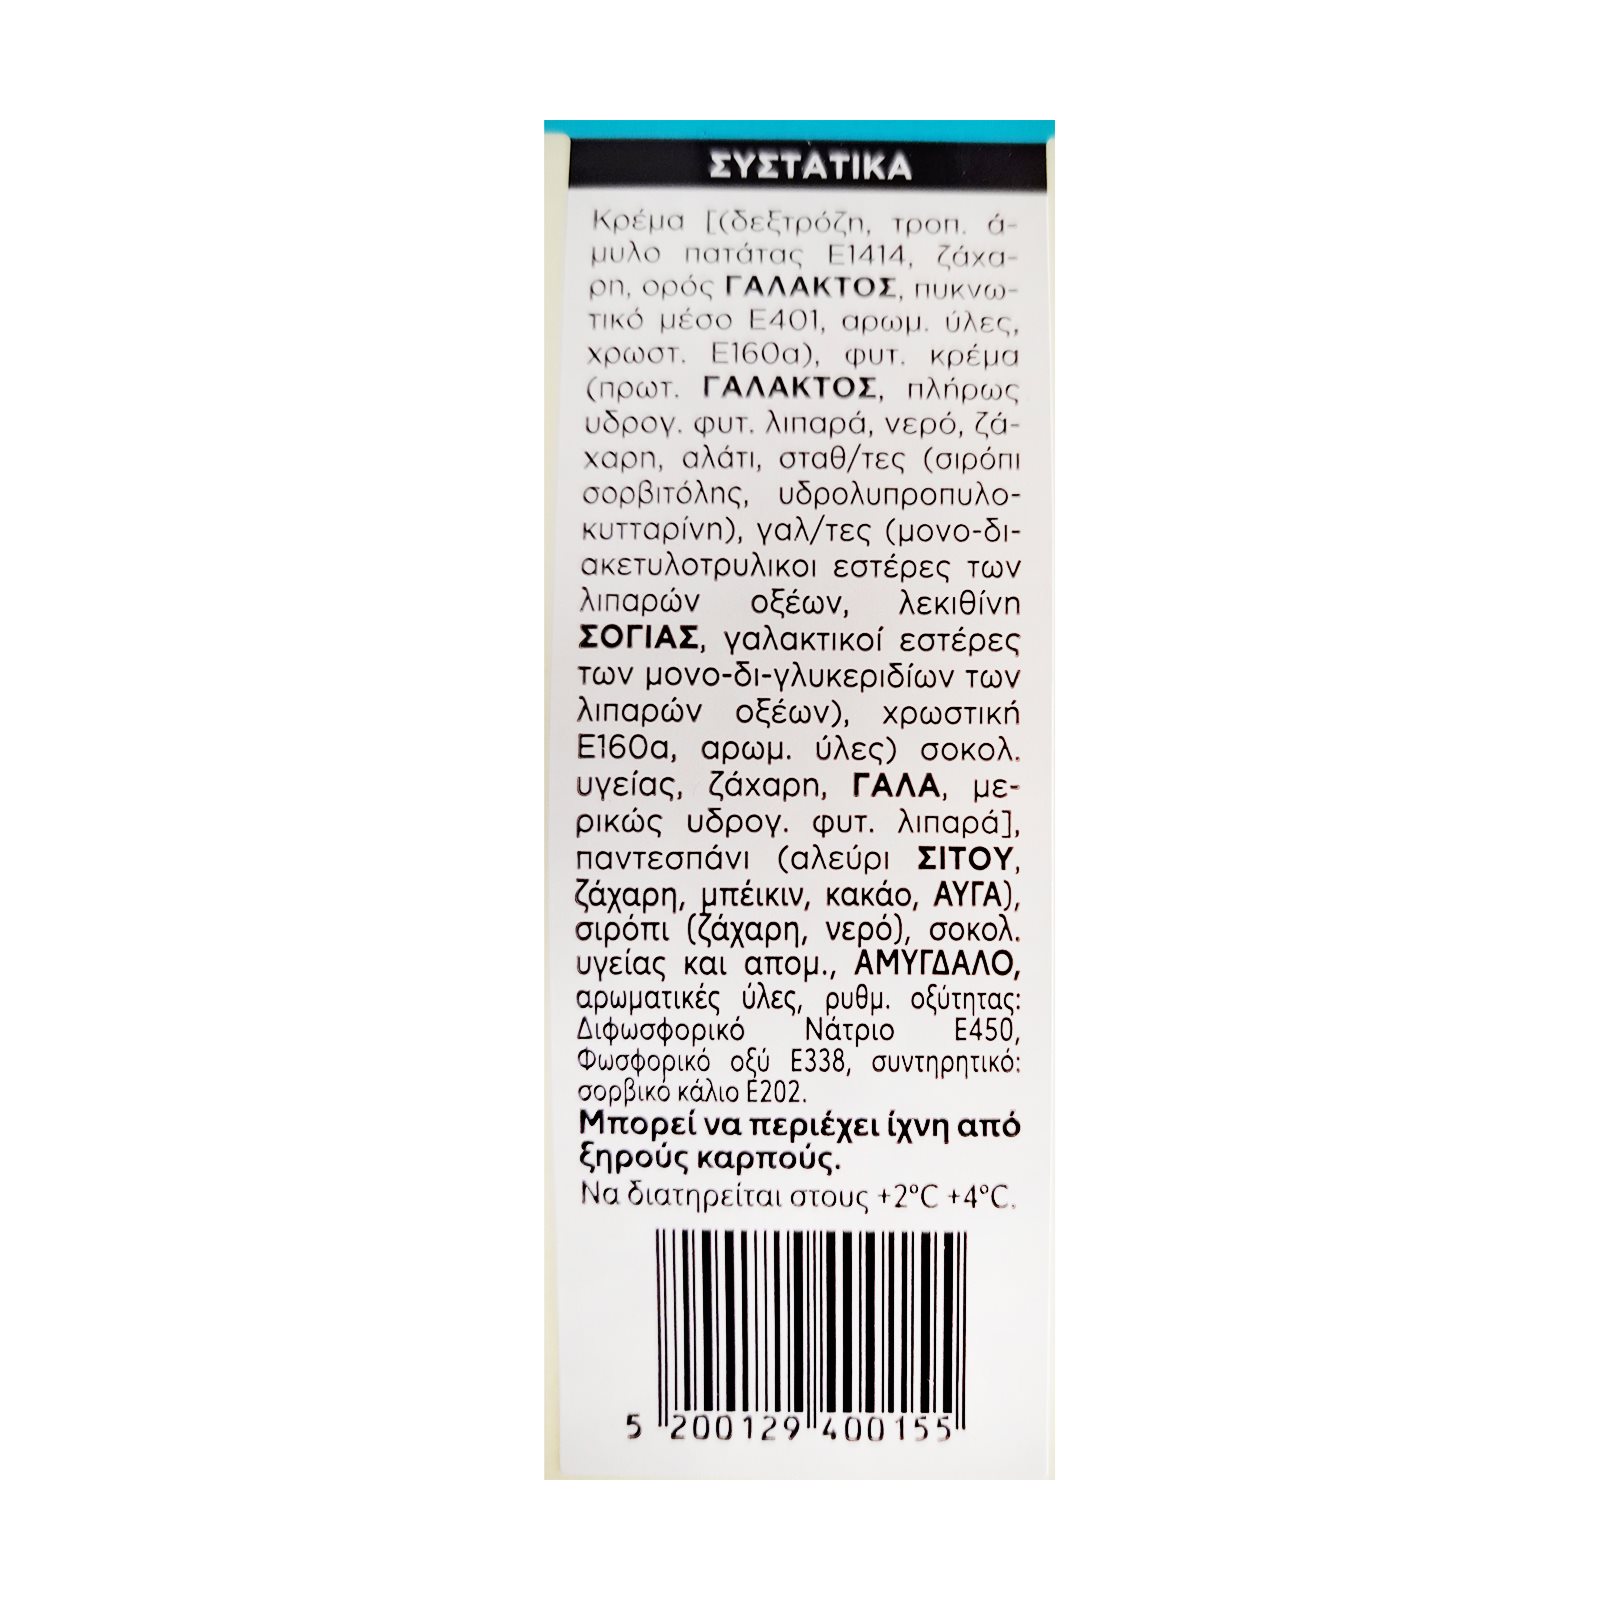 ΣΥΣΤΑΤΙΚΑ
Κρέμα [(δεξτρόζη, τροπ. ά-
μυλο πατάτας Ε1414, ζάχα-
ρη, ορός ΓΑΛΑΚΤΟΣ, πυκνω-
τικό μέσο Ε401, αρωμ. ύλες,
χρωστ. Ε160α), φυτ. κρέμα
(πρωτ. ΓΑΛΑΚΤΟΣ, πλήρως
υδρογ. φυτ. λιπαρά, νερό, ζά-
χαρη, αλάτι, σταθ/τες (σιρόπι
σορβιτόλης, υδρολυπροπυλο-
κυτταρίνη), γαλ/τες (μονο-δι-
ακετυλοτρυλικοι εστέρες των
λιπαρών οξέων, λεκιθίνη
ΣΟΓΙΑΣ, γαλακτικοί εστέρες
των μονο-δι-γλυκεριδίων των
λιπαρών οξέων), χρωστική
Ε160α, αρωμ. ύλες) σοκολ.
υγείας, ζάχαρη, ΓΑΛΑ, με-
ρικώς υδρογ. φυτ. λιπαρά],
παντεσπάνι (αλεύρι ΣΙΤΟΥ,
ζάχαρη, μπέικιν, κακάο, ΑΥΓΑ),
σιρόπι (ζάχαρη, νερό), σοκολ.
υγείας και απομ., ΑΜΥΓΔΑΛΟ,
αρωματικές ύλες, ρυθμ. οξύτητας:
Διφωσφορικό Νάτριο Ε450,
Φωσφορικό οξύ Ε338, συντηρητικό:
σορβικό κάλιο Ε202.
Μπορεί να περιέχει ίχνη από
ξηρούς καρπούς.
Να διατηρείται στους +2°C +4°C.
5 200129 400155